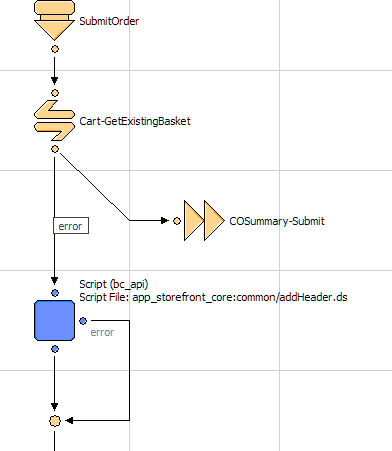 SubmitOrder
Cart-GetExistingBasket
COSummary-Submit
error
Script (bc_api)
Script File: app_storefront_core:common/addHeader.ds
error